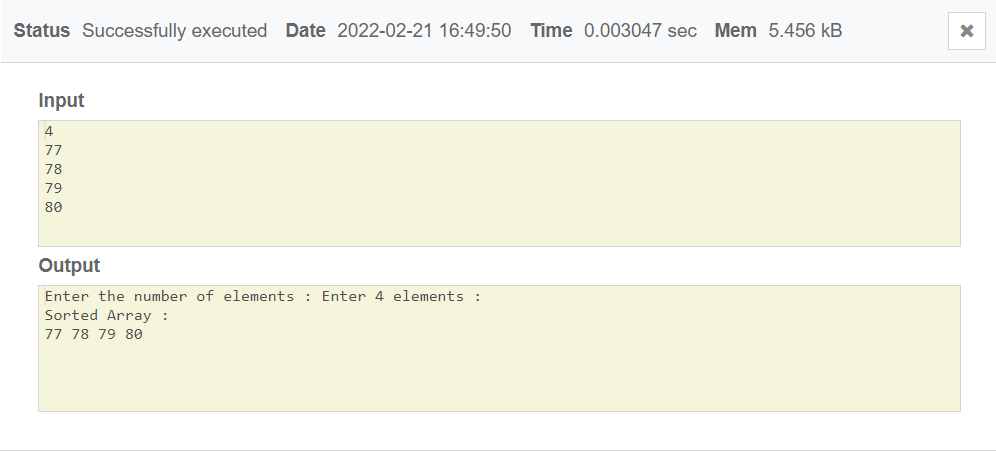 Status Successfully executed Date 2022-02-21 16:49:50 Time 0.003047 sec Mem 5.456 kB
Input
4
77
78
79
80
Output
Enter the number of elements : Enter 4 elements :
Sorted Array :
77 78 79 80